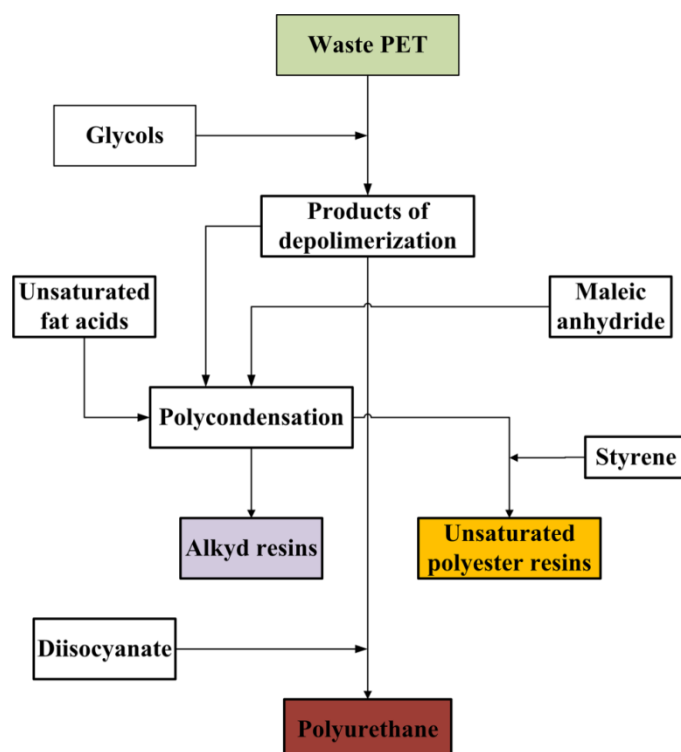 Waste PET
Glycols
Products of
depolimerization
Unsaturated
fat acids
Maleic
anhydride
Polycondensation
Styrene
Alkyd resins
Unsaturated
polyester resins
Diisocyanate
Polyurethane